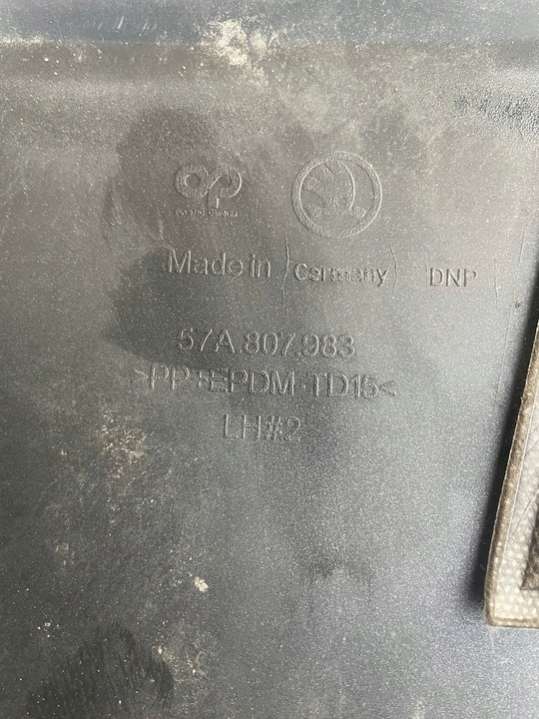 Made in (Germany) DNP
57A.807.983
>PP+EPDM-TD15<
LH#2